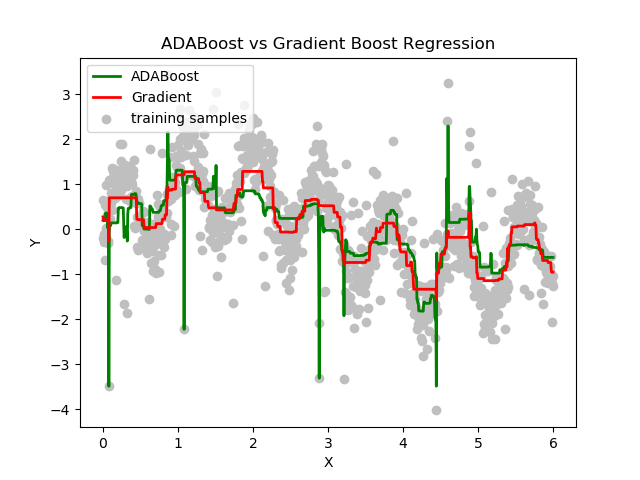 ADABoost vs Gradient Boost Regression
ADABoost
Gradient
training samples
Y
3
2
1
0
−1
−2
−3
−4
0
1
2
3
4
5
6
X